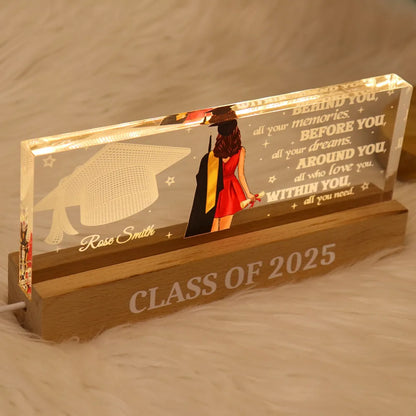 BEHIND YOU,
all your memories.
BEFORE YOU,
all your dreams.
AROUND YOU,
all who love you.
WITHIN YOU,
all you need.
Rose Smith
CLASS OF 2025